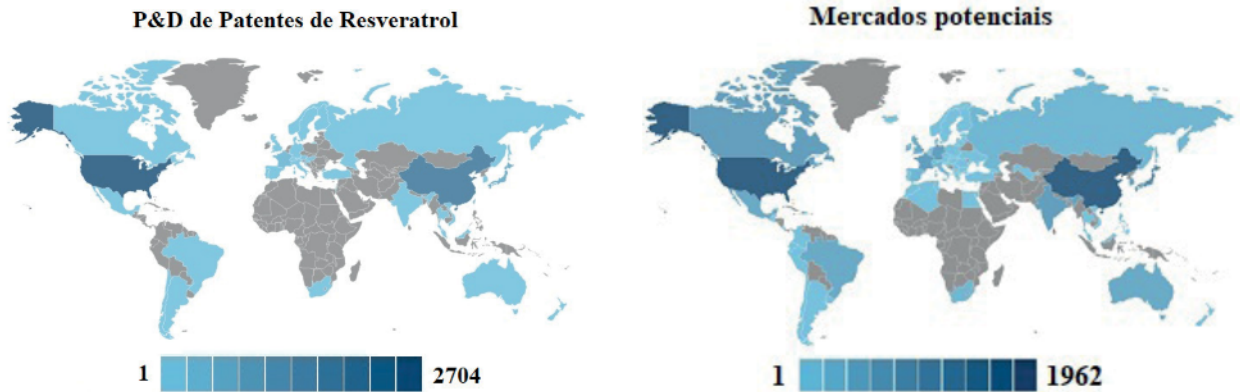 P&D de Patentes de Resveratrol
Mercados potenciais
1 2704
1 1962